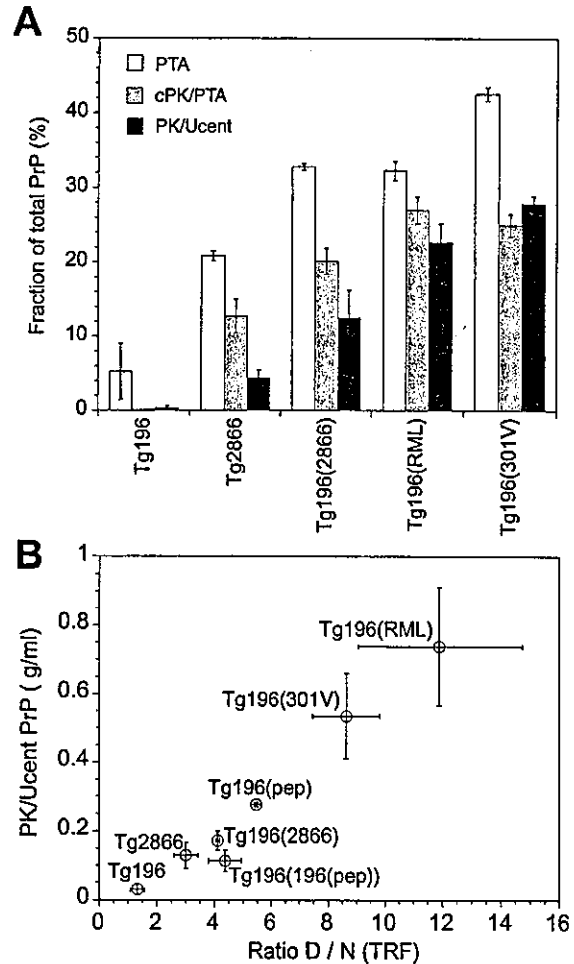 A
50
40
30
20
10
0
Fraction of total PrP (%)
PTA
cPK/PTA
PK/Ucent
Tg196
Tg2866
Tg196(2866)
Tg196(RML)
Tg196(301V)
B
1
0.8
0.6
0.4
0.2
0
PK/Ucent PrP ( g/ml)
Tg196(RML)
Tg196(301V)
Tg196(pep)
Tg2866
Tg196(2866)
Tg196
Tg196(196(pep))
0 2 4 6 8 10 12 14 16
Ratio D / N (TRF)